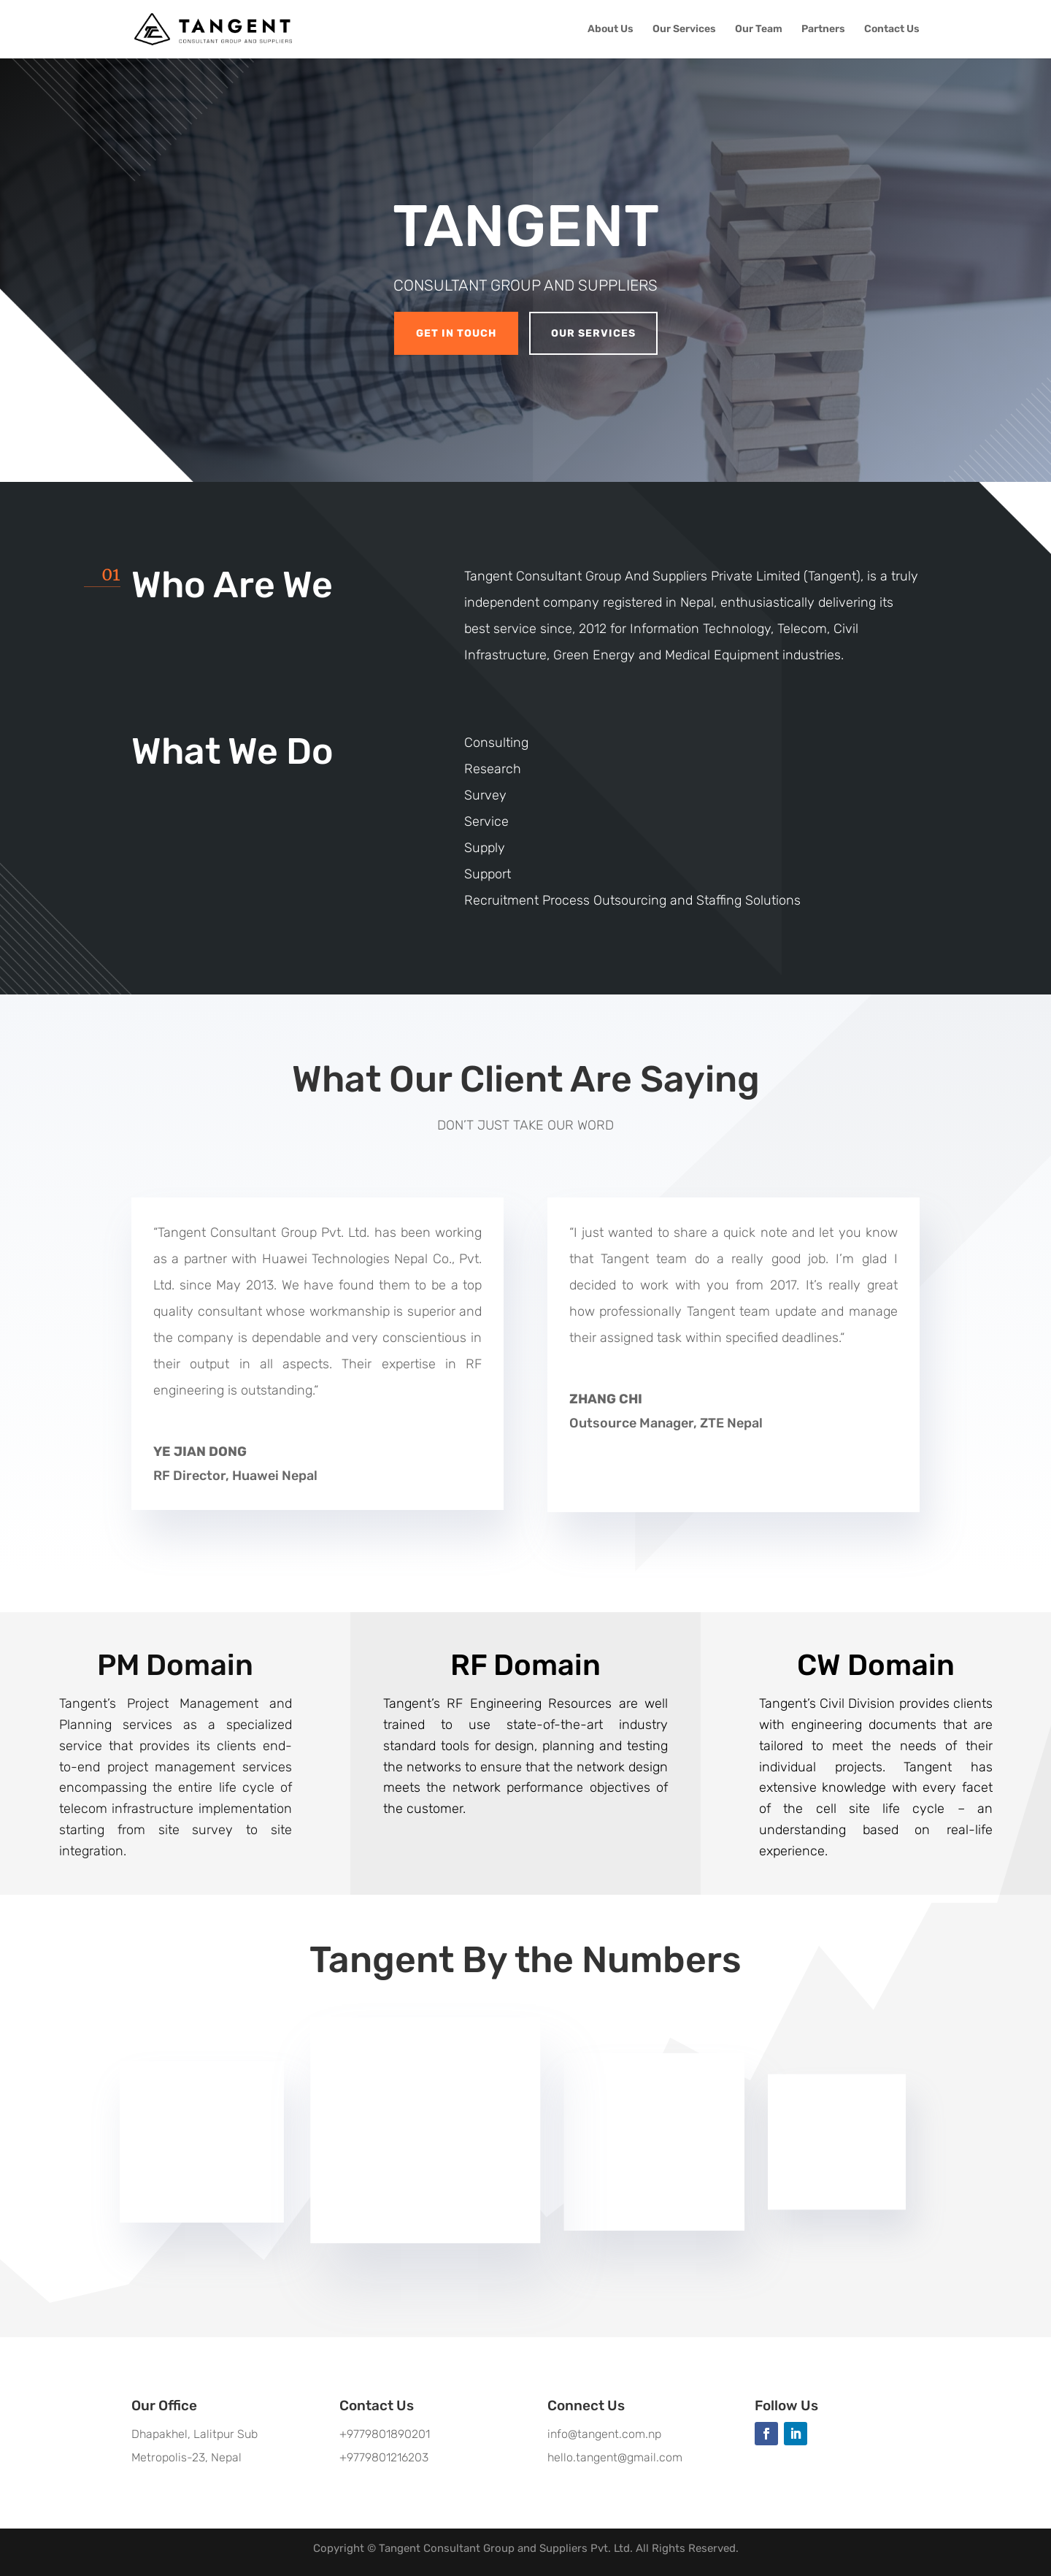 TANGENT
CONSULTANT GROUP AND SUPPLIERS
About Us
Our Services
Our Team
Partners
Contact Us
TANGENT
CONSULTANT GROUP AND SUPPLIERS
GET IN TOUCH
OUR SERVICES
01
Who Are We
Tangent Consultant Group And Suppliers Private Limited (Tangent), is a truly
independent company registered in Nepal, enthusiastically delivering its
best service since, 2012 for Information Technology, Telecom, Civil
Infrastructure, Green Energy and Medical Equipment industries.
What We Do
Consulting
Research
Survey
Service
Supply
Support
Recruitment Process Outsourcing and Staffing Solutions
What Our Client Are Saying
DON'T JUST TAKE OUR WORD
“Tangent Consultant Group Pvt. Ltd. has been working
as a partner with Huawei Technologies Nepal Co., Pvt.
Ltd. since May 2013. We have found them to be a top
quality consultant whose workmanship is superior and
the company is dependable and very conscientious in
their output in all aspects. Their expertise in RF
engineering is outstanding.”
YE JIAN DONG
RF Director, Huawei Nepal
“I just wanted to share a quick note and let you know
that Tangent team do a really good job. I’m glad I
decided to work with you from 2017. It’s really great
how professionally Tangent team update and manage
their assigned task within specified deadlines.”
ZHANG CHI
Outsource Manager, ZTE Nepal
PM Domain
Tangent’s Project Management and
Planning services as a specialized
service that provides its clients end-
to-end project management services
encompassing the entire life cycle of
telecom infrastructure implementation
starting from site survey to site
integration.
RF Domain
Tangent’s RF Engineering Resources are well
trained to use state-of-the-art industry
standard tools for design, planning and testing
the networks to ensure that the network design
meets the network performance objectives of
the customer.
CW Domain
Tangent’s Civil Division provides clients
with engineering documents that are
tailored to meet the needs of their
individual projects. Tangent has
extensive knowledge with every facet
of the cell site life cycle – an
understanding based on real-life
experience.
Tangent By the Numbers
Our Office
Dhapakhel, Lalitpur Sub
Metropolis-23, Nepal
Contact Us
+9779801890201
+9779801216203
Connect Us
info@tangent.com.np
hello.tangent@gmail.com
Follow Us
Copyright © Tangent Consultant Group and Suppliers Pvt. Ltd. All Rights Reserved.